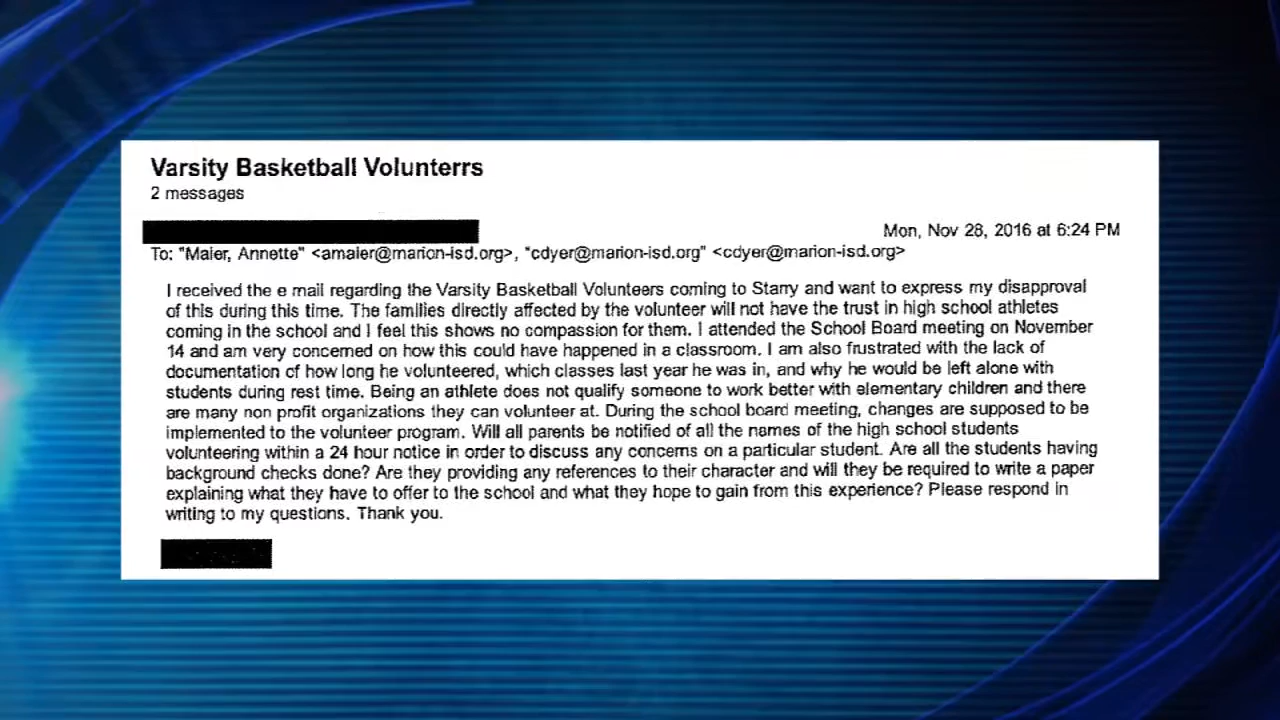 Varsity Basketball Volunterrs
2 messages
Mon, Nov 28, 2016 at 6:24 PM
To: "Maier, Annette" <amaier@marion-isd.org>, "cdyer@marion-isd.org" <cdyer@marion-isd.org>
I received the e mail regarding the Varsity Basketball Volunteers coming to Starry and want to express my disapproval
of this during this time. The families directly affected by the volunteer will not have the trust in high school athletes
coming in the school and I feel this shows no compassion for them. I attended the School Board meeting on November
14 and am very concerned on how this could have happened in a classroom. I am also frustrated with the lack of
documentation of how long he volunteered, which classes last year he was in, and why he would be left alone with
students during rest time. Being an athlete does not qualify someone to work better with elementary children and there
are many non profit organizations they can volunteer at. During the school board meeting, changes are supposed to be
implemented to the volunteer program. Will all parents be notified of all the names of the high school students
volunteering within a 24 hour notice in order to discuss any concerns on a particular student. Are all the students having
background checks done? Are they providing any references to their character and will they be required to write a paper
explaining what they have to offer to the school and what they hope to gain from this experience? Please respond in
writing to my questions. Thank you.